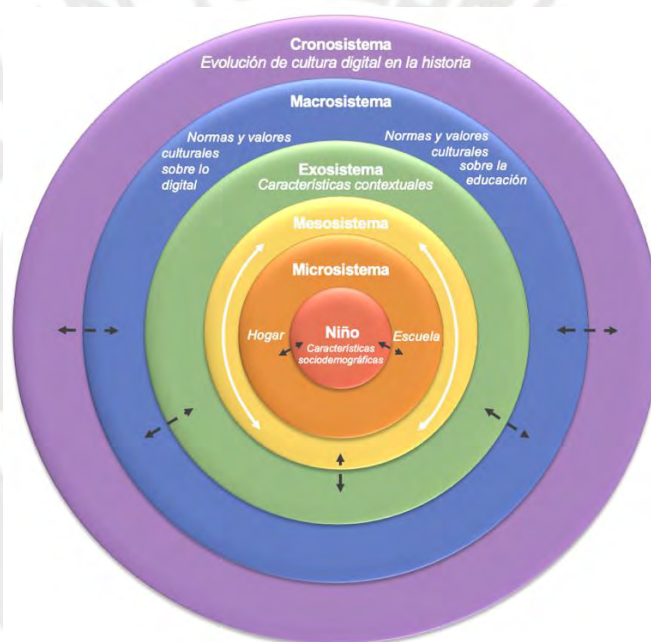 Cronosistema
Evolución de cultura digital en la historia
Macrosistema
Normas y valores
culturales
sobre lo
digital
Normas y valores
culturales
sobre la
educación
Exosistema
Características contextuales
Mesosistema
Microsistema
Hogar
Niño
Características
sociodemográficas
Escuela